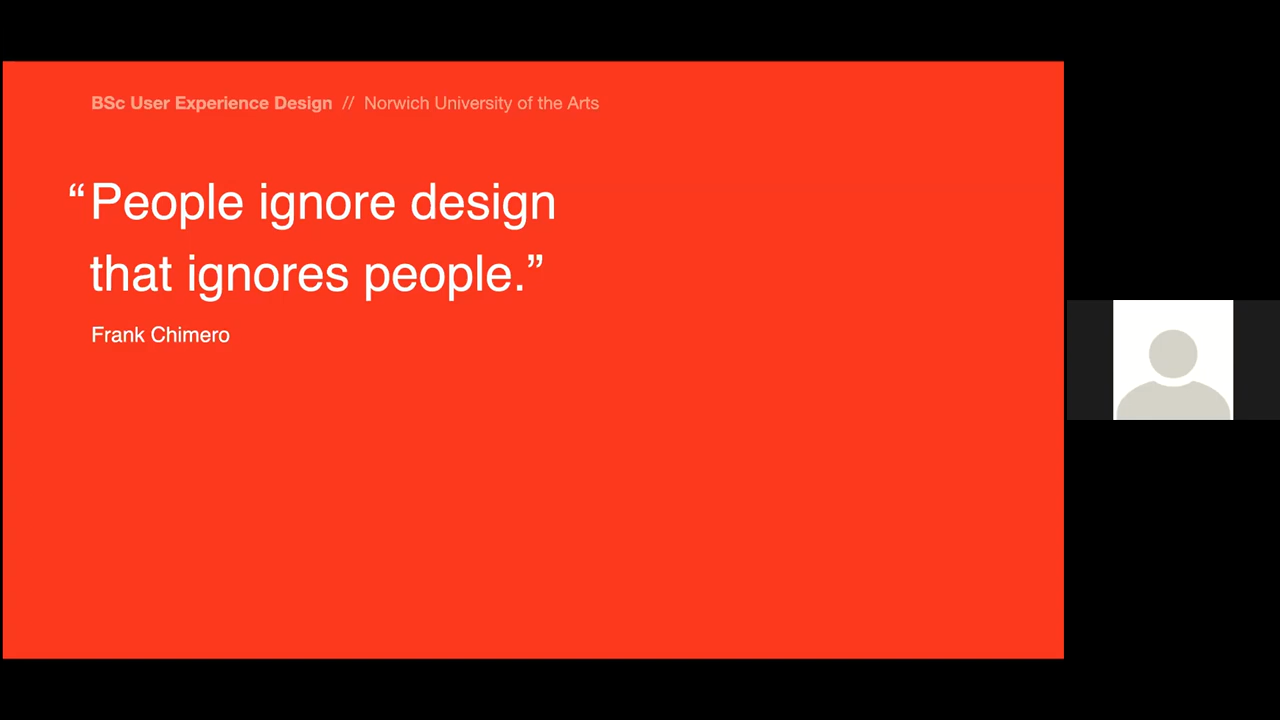 BSc User Experience Design // Norwich University of the Arts
“People ignore design
that ignores people.”
Frank Chimero